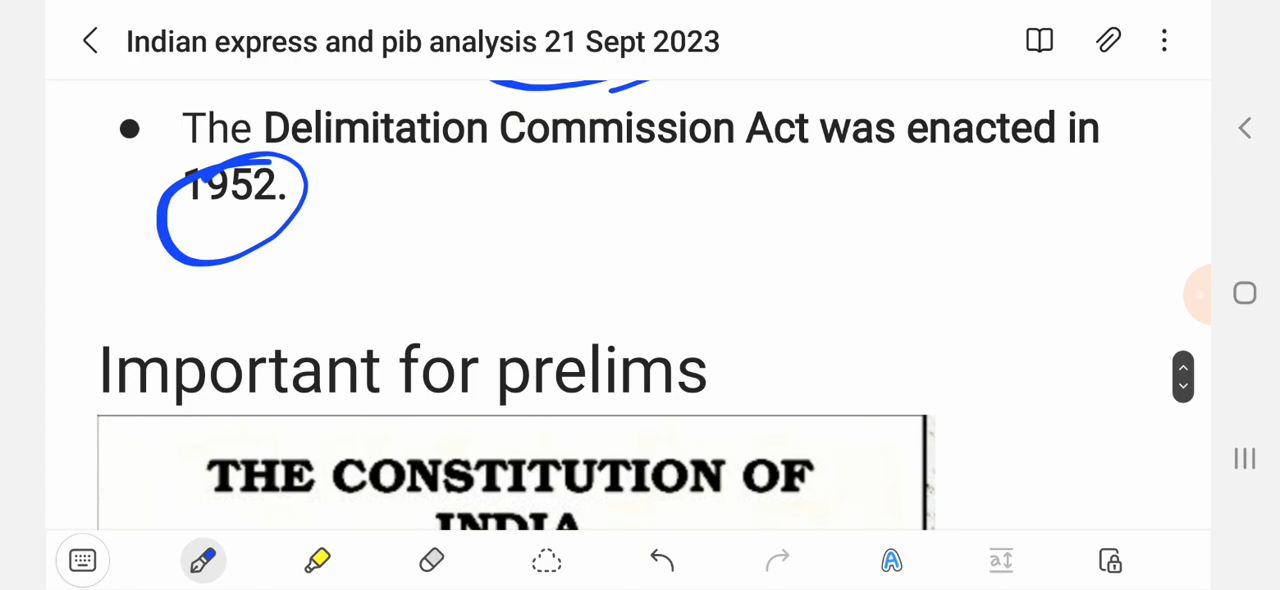 Indian express and pib analysis 21 Sept 2023
The Delimitation Commission Act was enacted in
1952.
Important for prelims
THE CONSTITUTION OF
INDIA